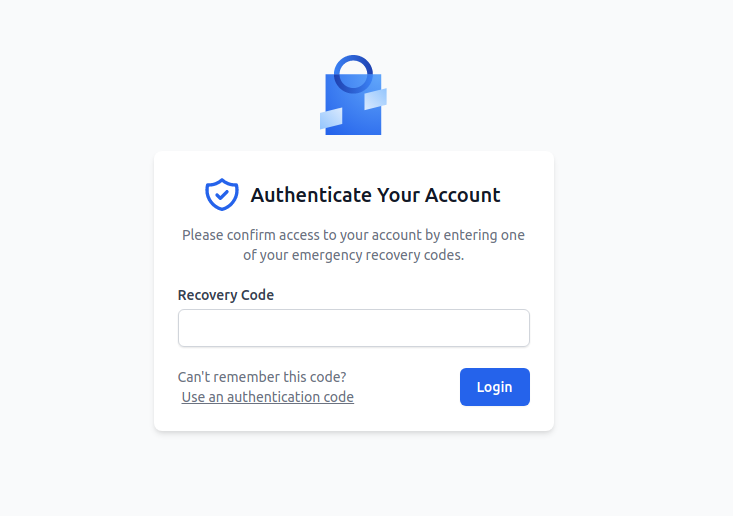 Authenticate Your Account
Please confirm access to your account by entering one
of your emergency recovery codes.
Recovery Code
Can't remember this code?
Use an authentication code
Login